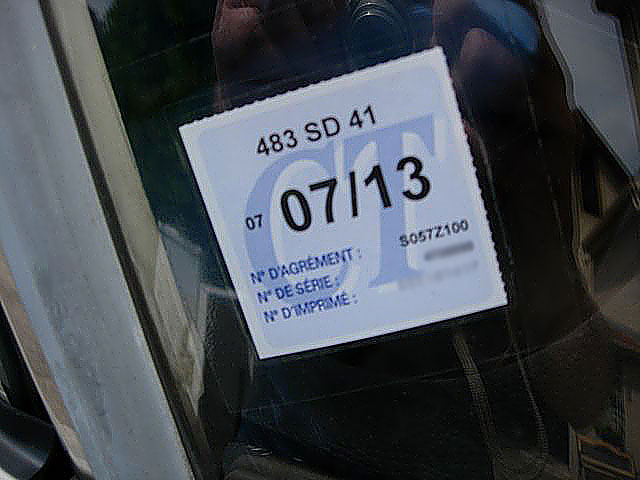 483 SD 41
CT
07 07/13
N° D'AGRÉMENT : S057Z100
N° DE SÉRIE :
N° D'IMPRIMÉ :